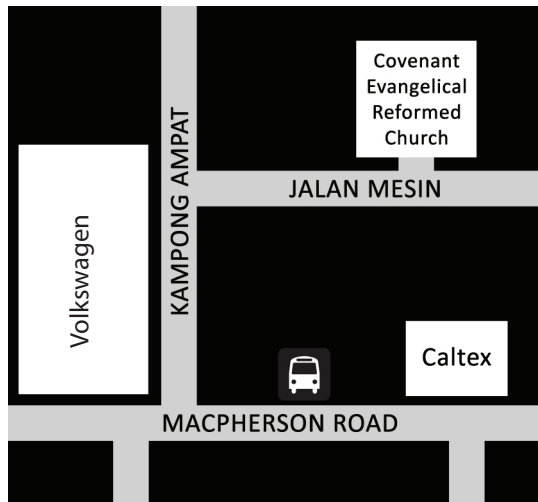 Covenant
Evangelical
Reformed
Church
JALAN MESIN
KAMPONG AMPAT
Volkswagen
Caltex
MACPHERSON ROAD